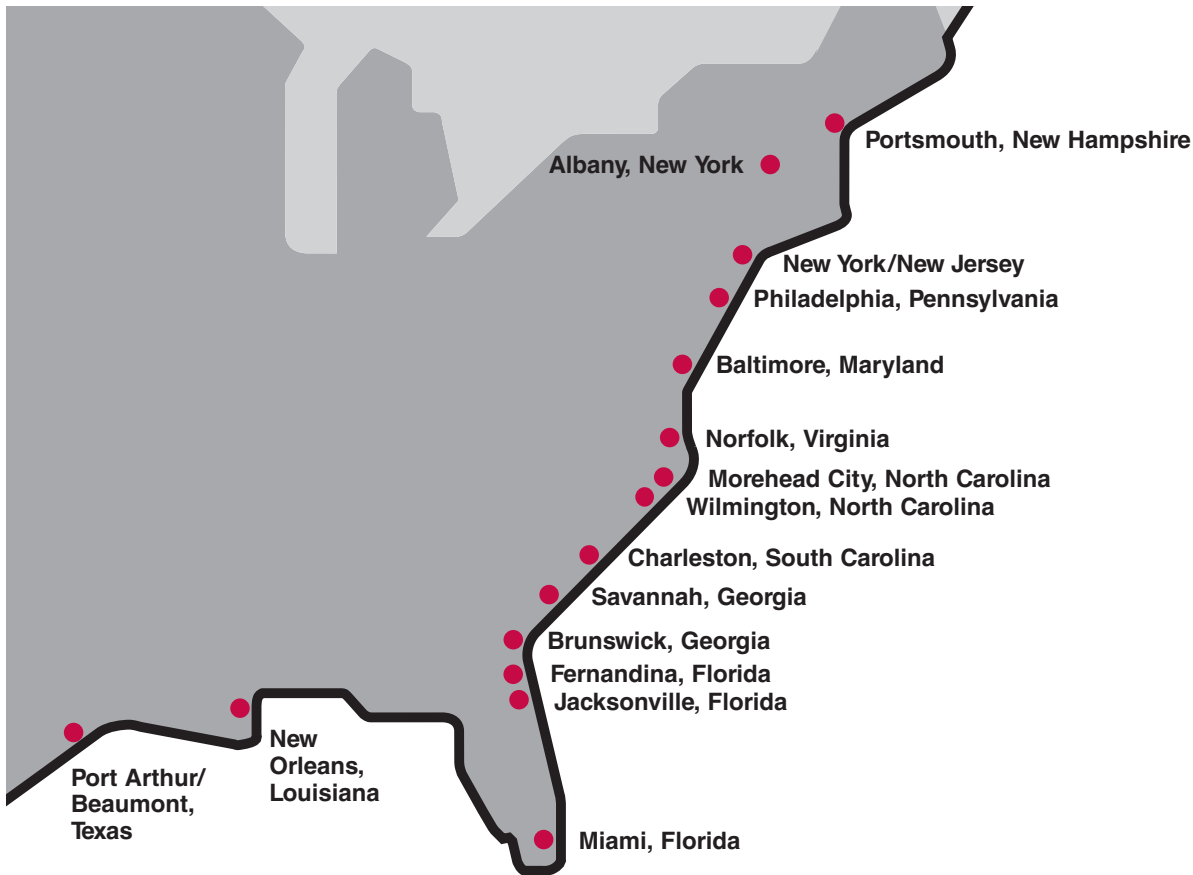 Portsmouth, New Hampshire
Albany, New York
New York/New Jersey
Philadelphia, Pennsylvania
Baltimore, Maryland
Norfolk, Virginia
Morehead City, North Carolina
Wilmington, North Carolina
Charleston, South Carolina
Savannah, Georgia
Brunswick, Georgia
Fernandina, Florida
Jacksonville, Florida
New
Orleans,
Louisiana
Port Arthur/
Beaumont,
Texas
Miami, Florida